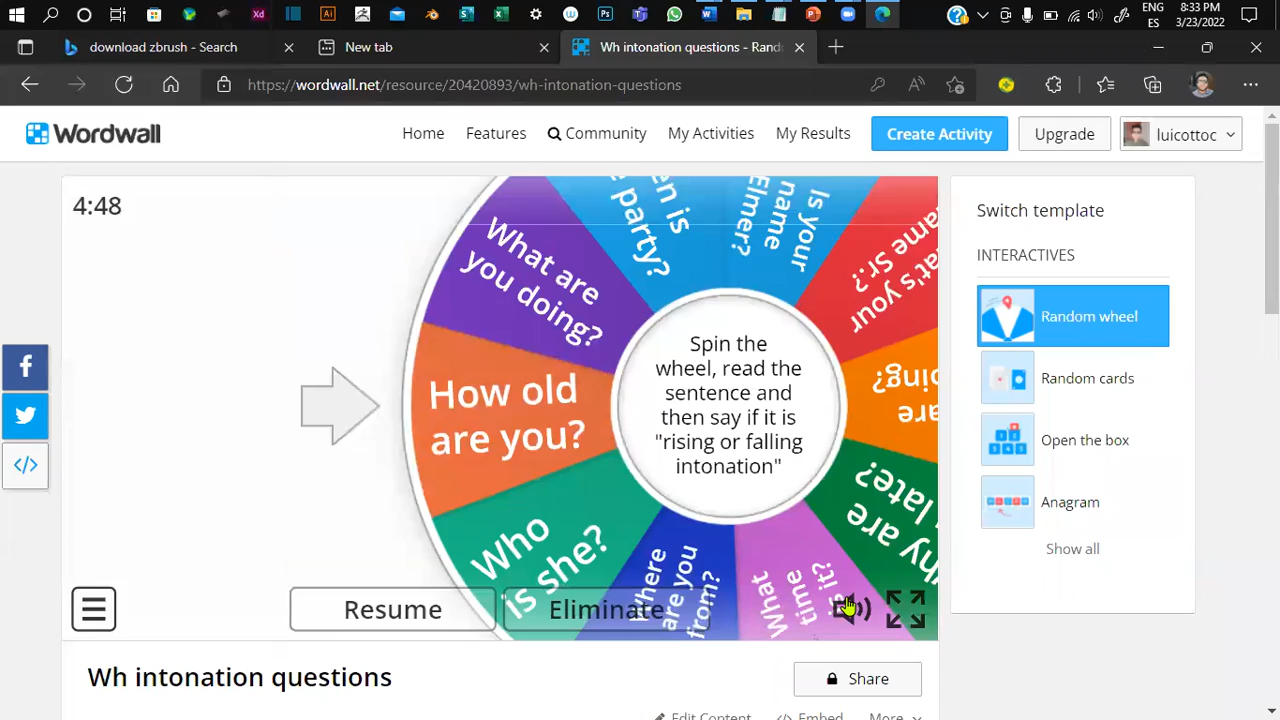 ENG
ES
8:33 PM
3/23/2022
download zbrush - Search
New tab
Wh intonation questions - Rand
https://wordwall.net/resource/20420893/wh-intonation-questions
Wordwall
Home
Features
Community
My Activities
My Results
Create Activity
Upgrade
luicottoc
4:48
What are
you doing?
party?
Is your
name
Elmer?
How old
are you?
Who
is she?
Where
are you
from?
What
time
late?
Spin the
wheel, read the
sentence and
then say if it is
"rising or falling
intonation"
Resume
Eliminate
Switch template
INTERACTIVES
Random wheel
Random cards
Open the box
Anagram
Show all
Wh intonation questions
Share
Edit Content
Embed
More